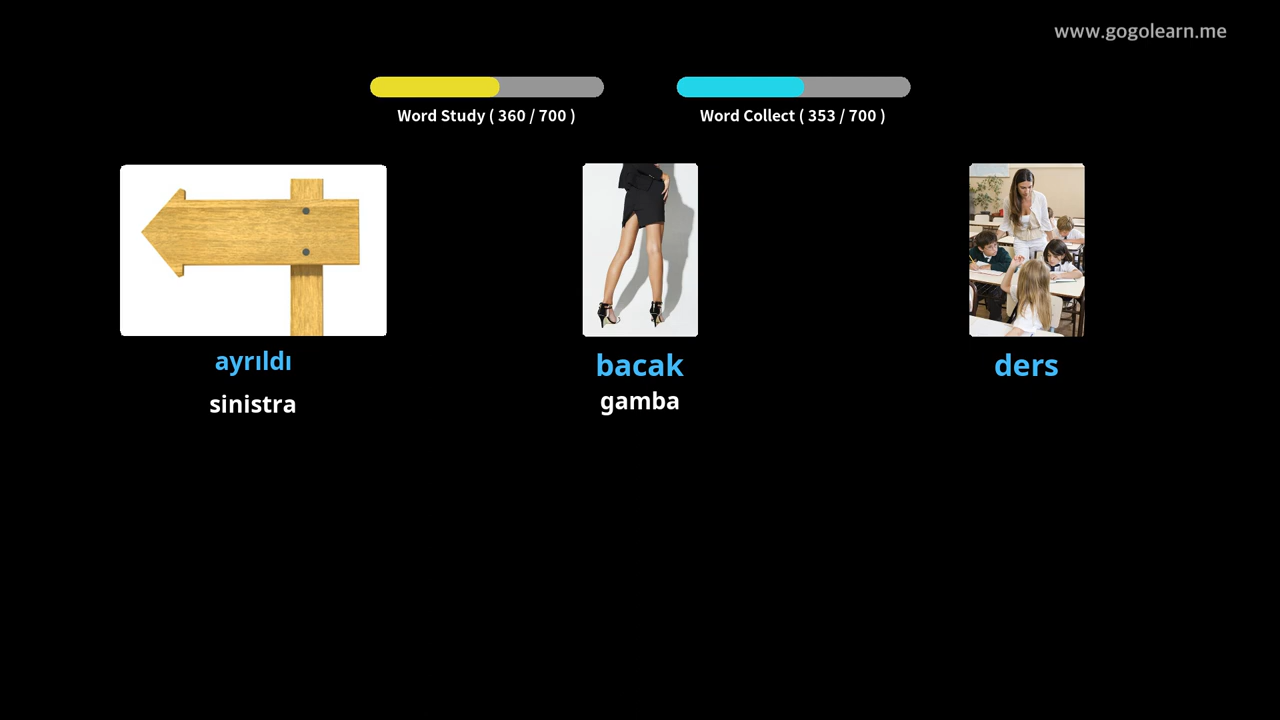 www.gogolearn.me
Word Study ( 360 / 700 )
Word Collect ( 353 / 700 )
ayrıldı
bacak
ders
sinistra
gamba